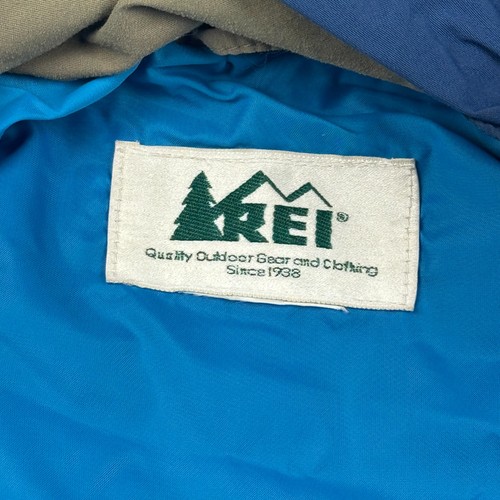 REI®
Quality Outdoor Gear and Clothing
Since 1938